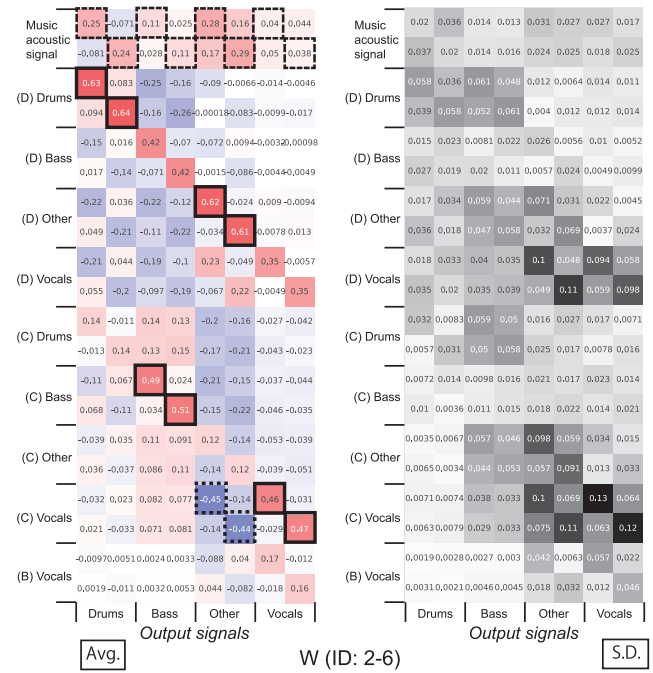 Music acoustic signal
0.25 -0.071 0.11 0.025 0.28 0.16 0.04 0.044
-0.081 0.24 0.028 0.11 0.17 0.29 0.05 0.038
(D) Drums
0.63 0.083 -0.25 -0.16 -0.09 -0.0066 -0.014 -0.0046
0.094 0.64 -0.16 -0.26 -0.00018 -0.083 -0.0099 -0.017
(D) Bass
-0.15 0.016 0.42 -0.07 -0.072 0.0094 -0.0032 -0.00098
0.017 -0.14 -0.071 0.42 -0.0015 -0.086 -0.0044 -0.0049
(D) Other
-0.22 0.036 -0.22 -0.12 0.62 -0.024 0.009 -0.0094
0.049 -0.21 -0.11 -0.22 -0.034 0.61 -0.0078 0.013
(D) Vocals
-0.21 0.044 -0.19 -0.1 0.23 -0.049 0.35 -0.0057
0.055 -0.2 -0.097 -0.19 -0.067 0.22 -0.0049 0.35
(C) Drums
0.14 -0.011 0.14 0.13 -0.2 -0.16 -0.027 -0.042
-0.013 0.14 0.13 0.15 -0.17 -0.21 -0.043 -0.023
(C) Bass
-0.11 0.067 0.49 0.024 -0.21 -0.15 -0.037 -0.044
0.068 -0.11 0.034 0.51 -0.15 -0.22 -0.046 -0.035
(C) Other
-0.039 0.035 0.11 0.091 0.12 -0.14 -0.053 -0.039
0.036 -0.037 0.086 0.11 -0.14 0.12 -0.039 -0.051
(C) Vocals
-0.032 0.023 0.082 0.077 -0.45 -0.14 0.46 -0.031
0.021 -0.033 0.071 0.081 -0.14 -0.44 -0.029 0.47
(B) Vocals
-0.0097 0.0051 0.0024 0.0033 -0.088 0.04 0.17 -0.012
0.0019 -0.011 0.0032 0.0053 0.044 -0.082 -0.018 0.16
Drums Bass Other Vocals
Output signals
Avg.
Music acoustic signal
0.02 0.036 0.014 0.013 0.031 0.027 0.027 0.017
0.037 0.02 0.014 0.016 0.027 0.027 0.018 0.024
(D) Drums
0.058 0.036 0.061 0.048 0.012 0.0064 0.014 0.011
0.039 0.058 0.052 0.061 0.004 0.012 0.012 0.014
(D) Bass
0.015 0.023 0.07 0.0081 0.026 0.0056 0.01 0.0052
0.027 0.019 0.011 0.02 0.0057 0.024 0.0049 0.0099
(D) Other
0.017 0.034 0.059 0.044 0.071 0.031 0.022 0.0045
0.036 0.018 0.047 0.058 0.032 0.069 0.0037 0.024
(D) Vocals
0.018 0.033 0.04 0.035 0.1 0.048 0.094 0.058
0.035 0.02 0.035 0.039 0.049 0.11 0.059 0.098
(C) Drums
0.032 0.0083 0.059 0.05 0.016 0.027 0.017 0.0071
0.0057 0.031 0.05 0.058 0.025 0.017 0.0078 0.016
(C) Bass
0.0072 0.014 0.0098 0.016 0.021 0.017 0.023 0.014
0.01 0.0036 0.011 0.015 0.018 0.022 0.014 0.021
(C) Other
0.0035 0.0067 0.057 0.046 0.098 0.059 0.034 0.015
0.0065 0.0034 0.044 0.053 0.057 0.091 0.013 0.033
(C) Vocals
0.0071 0.0074 0.038 0.033 0.1 0.069 0.13 0.064
0.0063 0.0079 0.029 0.033 0.075 0.11 0.063 0.12
(B) Vocals
0.0019 0.0028 0.0027 0.003 0.042 0.0063 0.057 0.022
0.0031 0.0021 0.0046 0.0045 0.018 0.032 0.012 0.046
Drums Bass Other Vocals
Output signals
S.D.
W (ID: 2-6)